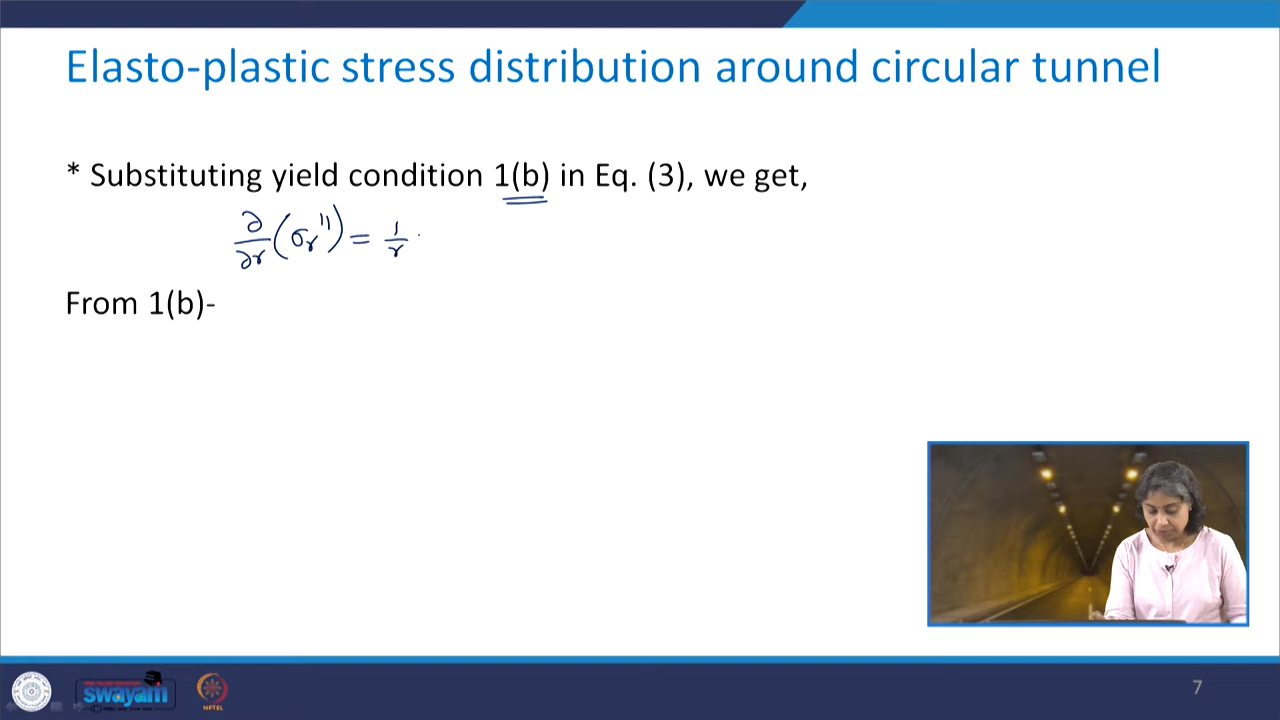 Elasto-plastic stress distribution around circular tunnel
* Substituting yield condition 1(b) in Eq. (3), we get,
∂/∂r (σr'') = 1/r
From 1(b)-
swayam
NPTEL
7